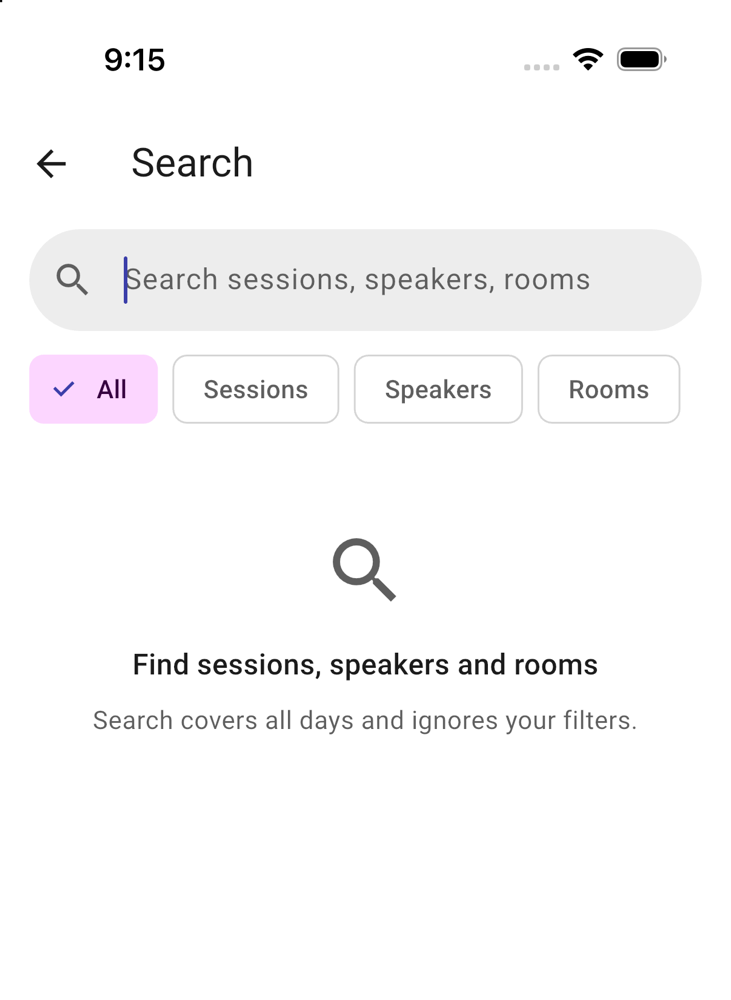 9:15
Search
Search sessions, speakers, rooms
All
Sessions
Speakers
Rooms
Find sessions, speakers and rooms
Search covers all days and ignores your filters.